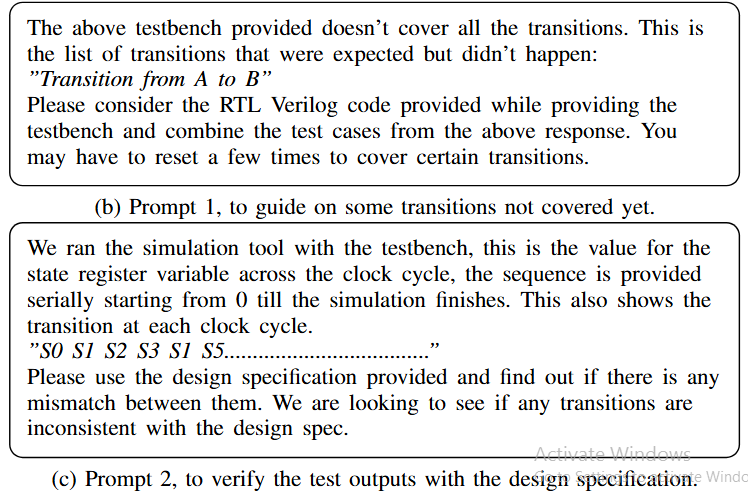 The above testbench provided doesn’t cover all the transitions. This is
the list of transitions that were expected but didn’t happen:
”Transition from A to B”
Please consider the RTL Verilog code provided while providing the
testbench and combine the test cases from the above response. You
may have to reset a few times to cover certain transitions.
(b) Prompt 1, to guide on some transitions not covered yet.
We ran the simulation tool with the testbench, this is the value for the
state register variable across the clock cycle, the sequence is provided
serially starting from 0 till the simulation finishes. This also shows the
transition at each clock cycle.
”S0 S1 S2 S3 S1 S5...................................”
Please use the design specification provided and find out if there is any
mismatch between them. We are looking to see if any transitions are
inconsistent with the design spec.
Activate Windows
(c) Prompt 2, to verify the test outputs with the design specification.
Go to Settings to activate Windo